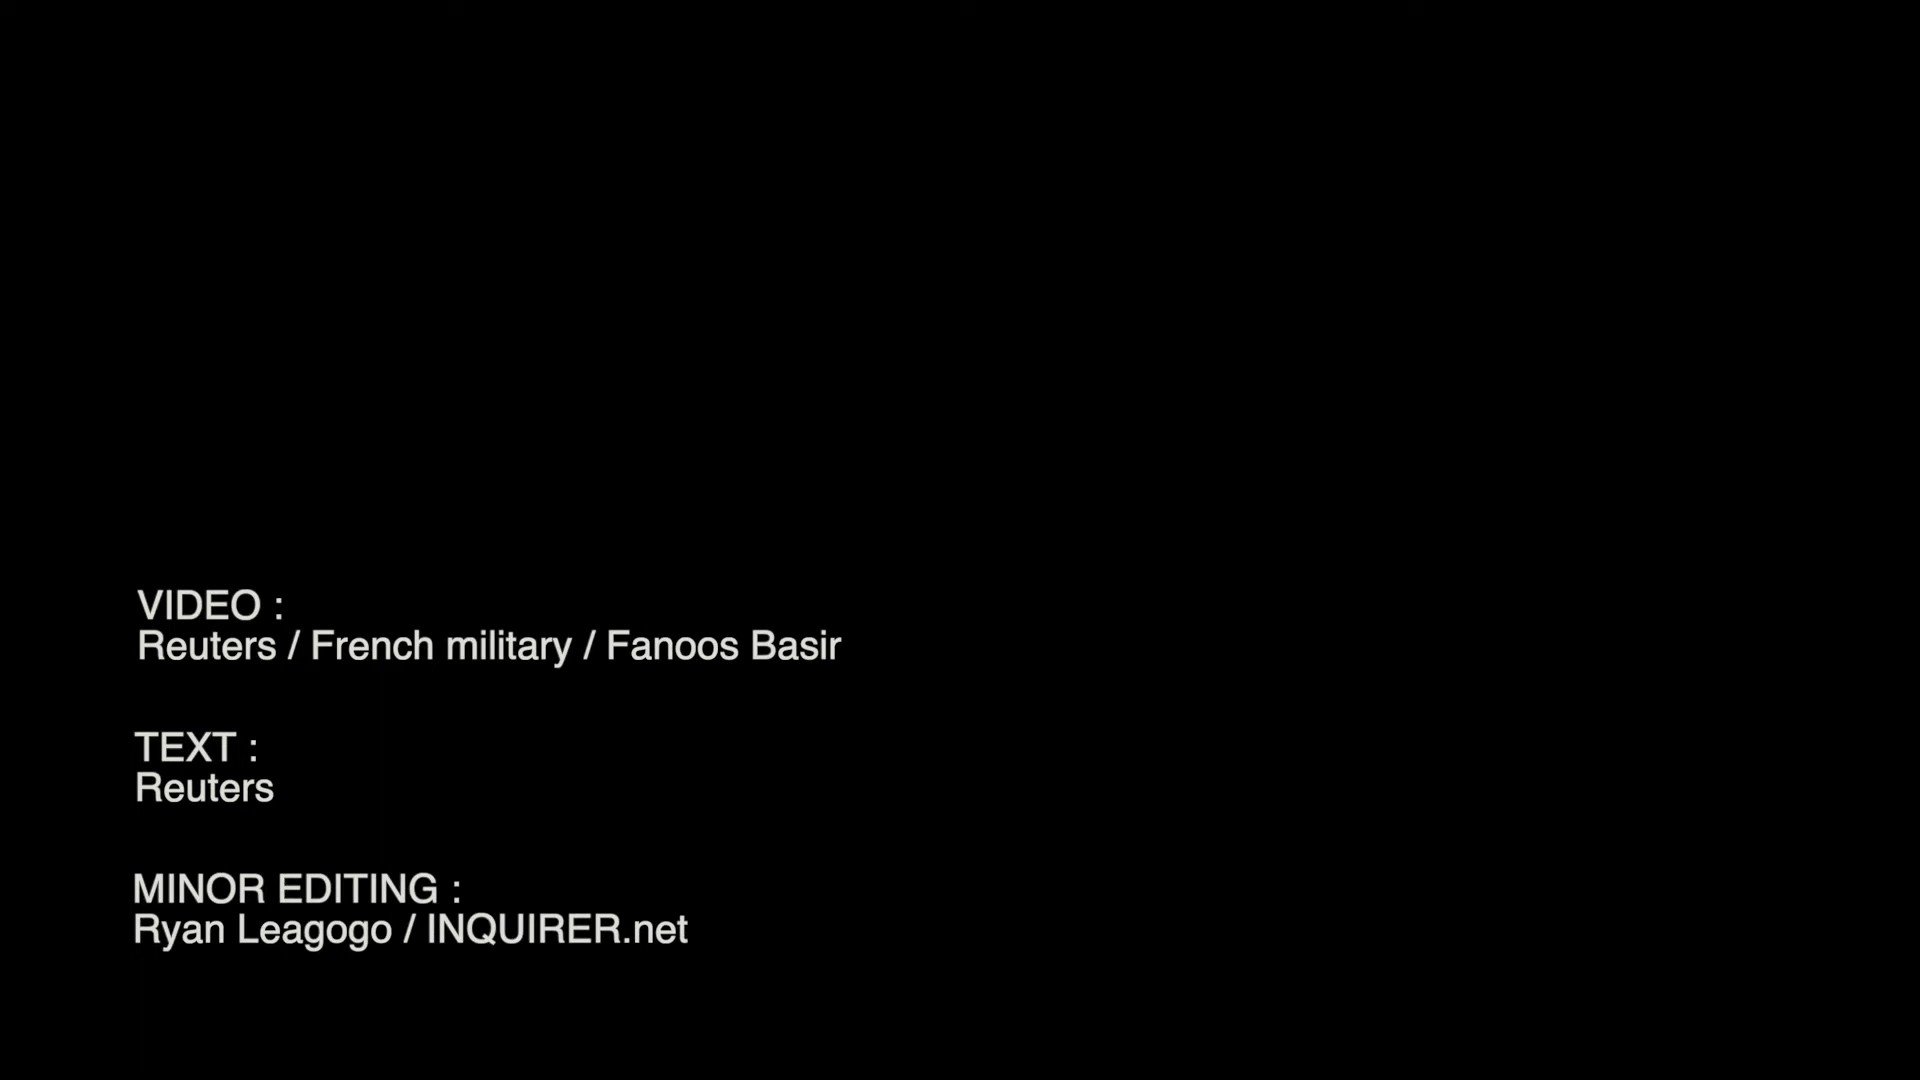 VIDEO :
Reuters / French military / Fanoos Basir
TEXT :
Reuters
MINOR EDITING :
Ryan Leagogo / INQUIRER.net